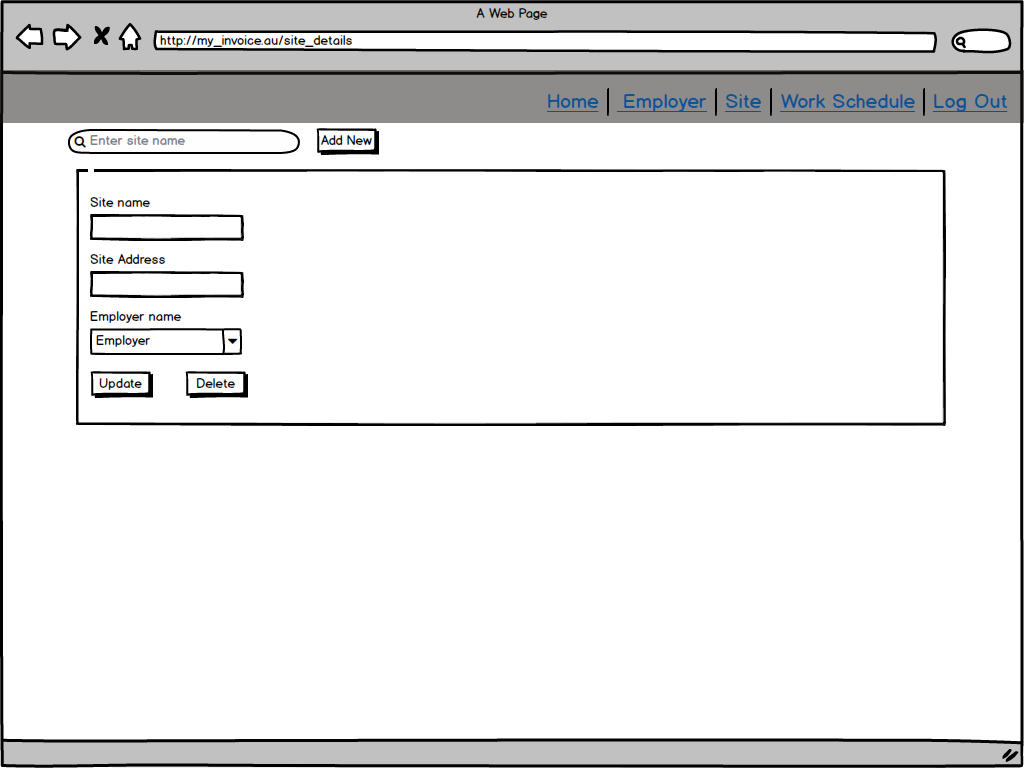 A Web Page
http://my_invoice.au/site_details
Home Employer Site Work Schedule Log Out
Enter site name Add New
Site name
Site Address
Employer name
Employer
Update Delete